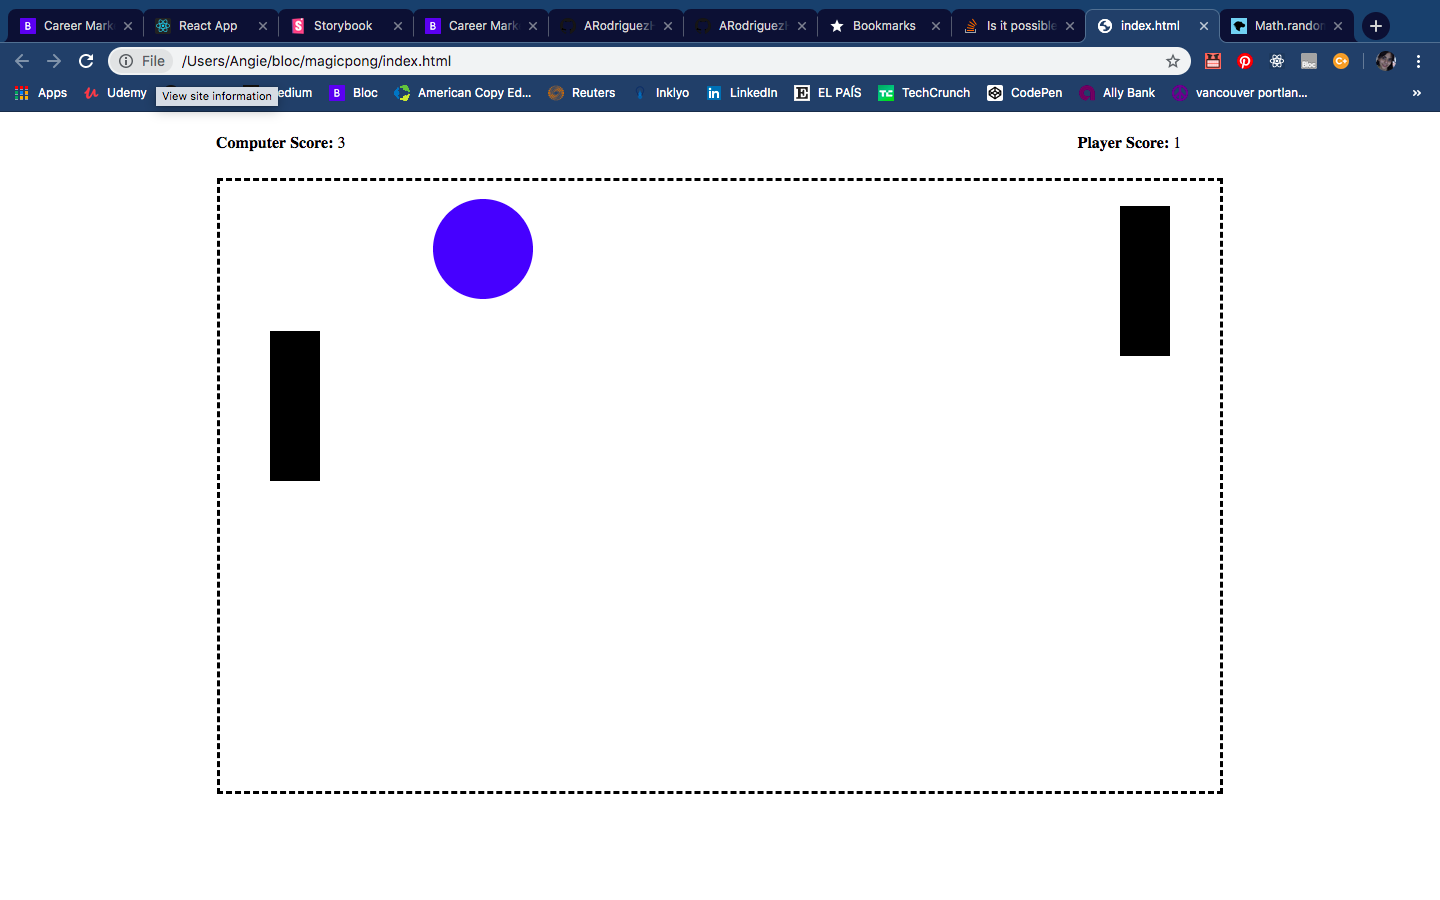 Career Mark React App Storybook Career Mark ARodriguez ARodriguez Bookmarks Is it possible index.html Math.random
File /Users/Angie/bloc/magicpong/index.html
Apps Udemy edium Bloc American Copy Ed... Reuters Inklyo LinkedIn EL PAÍS TechCrunch CodePen Ally Bank vancouver portlan... »
View site information
Computer Score: 3 Player Score: 1